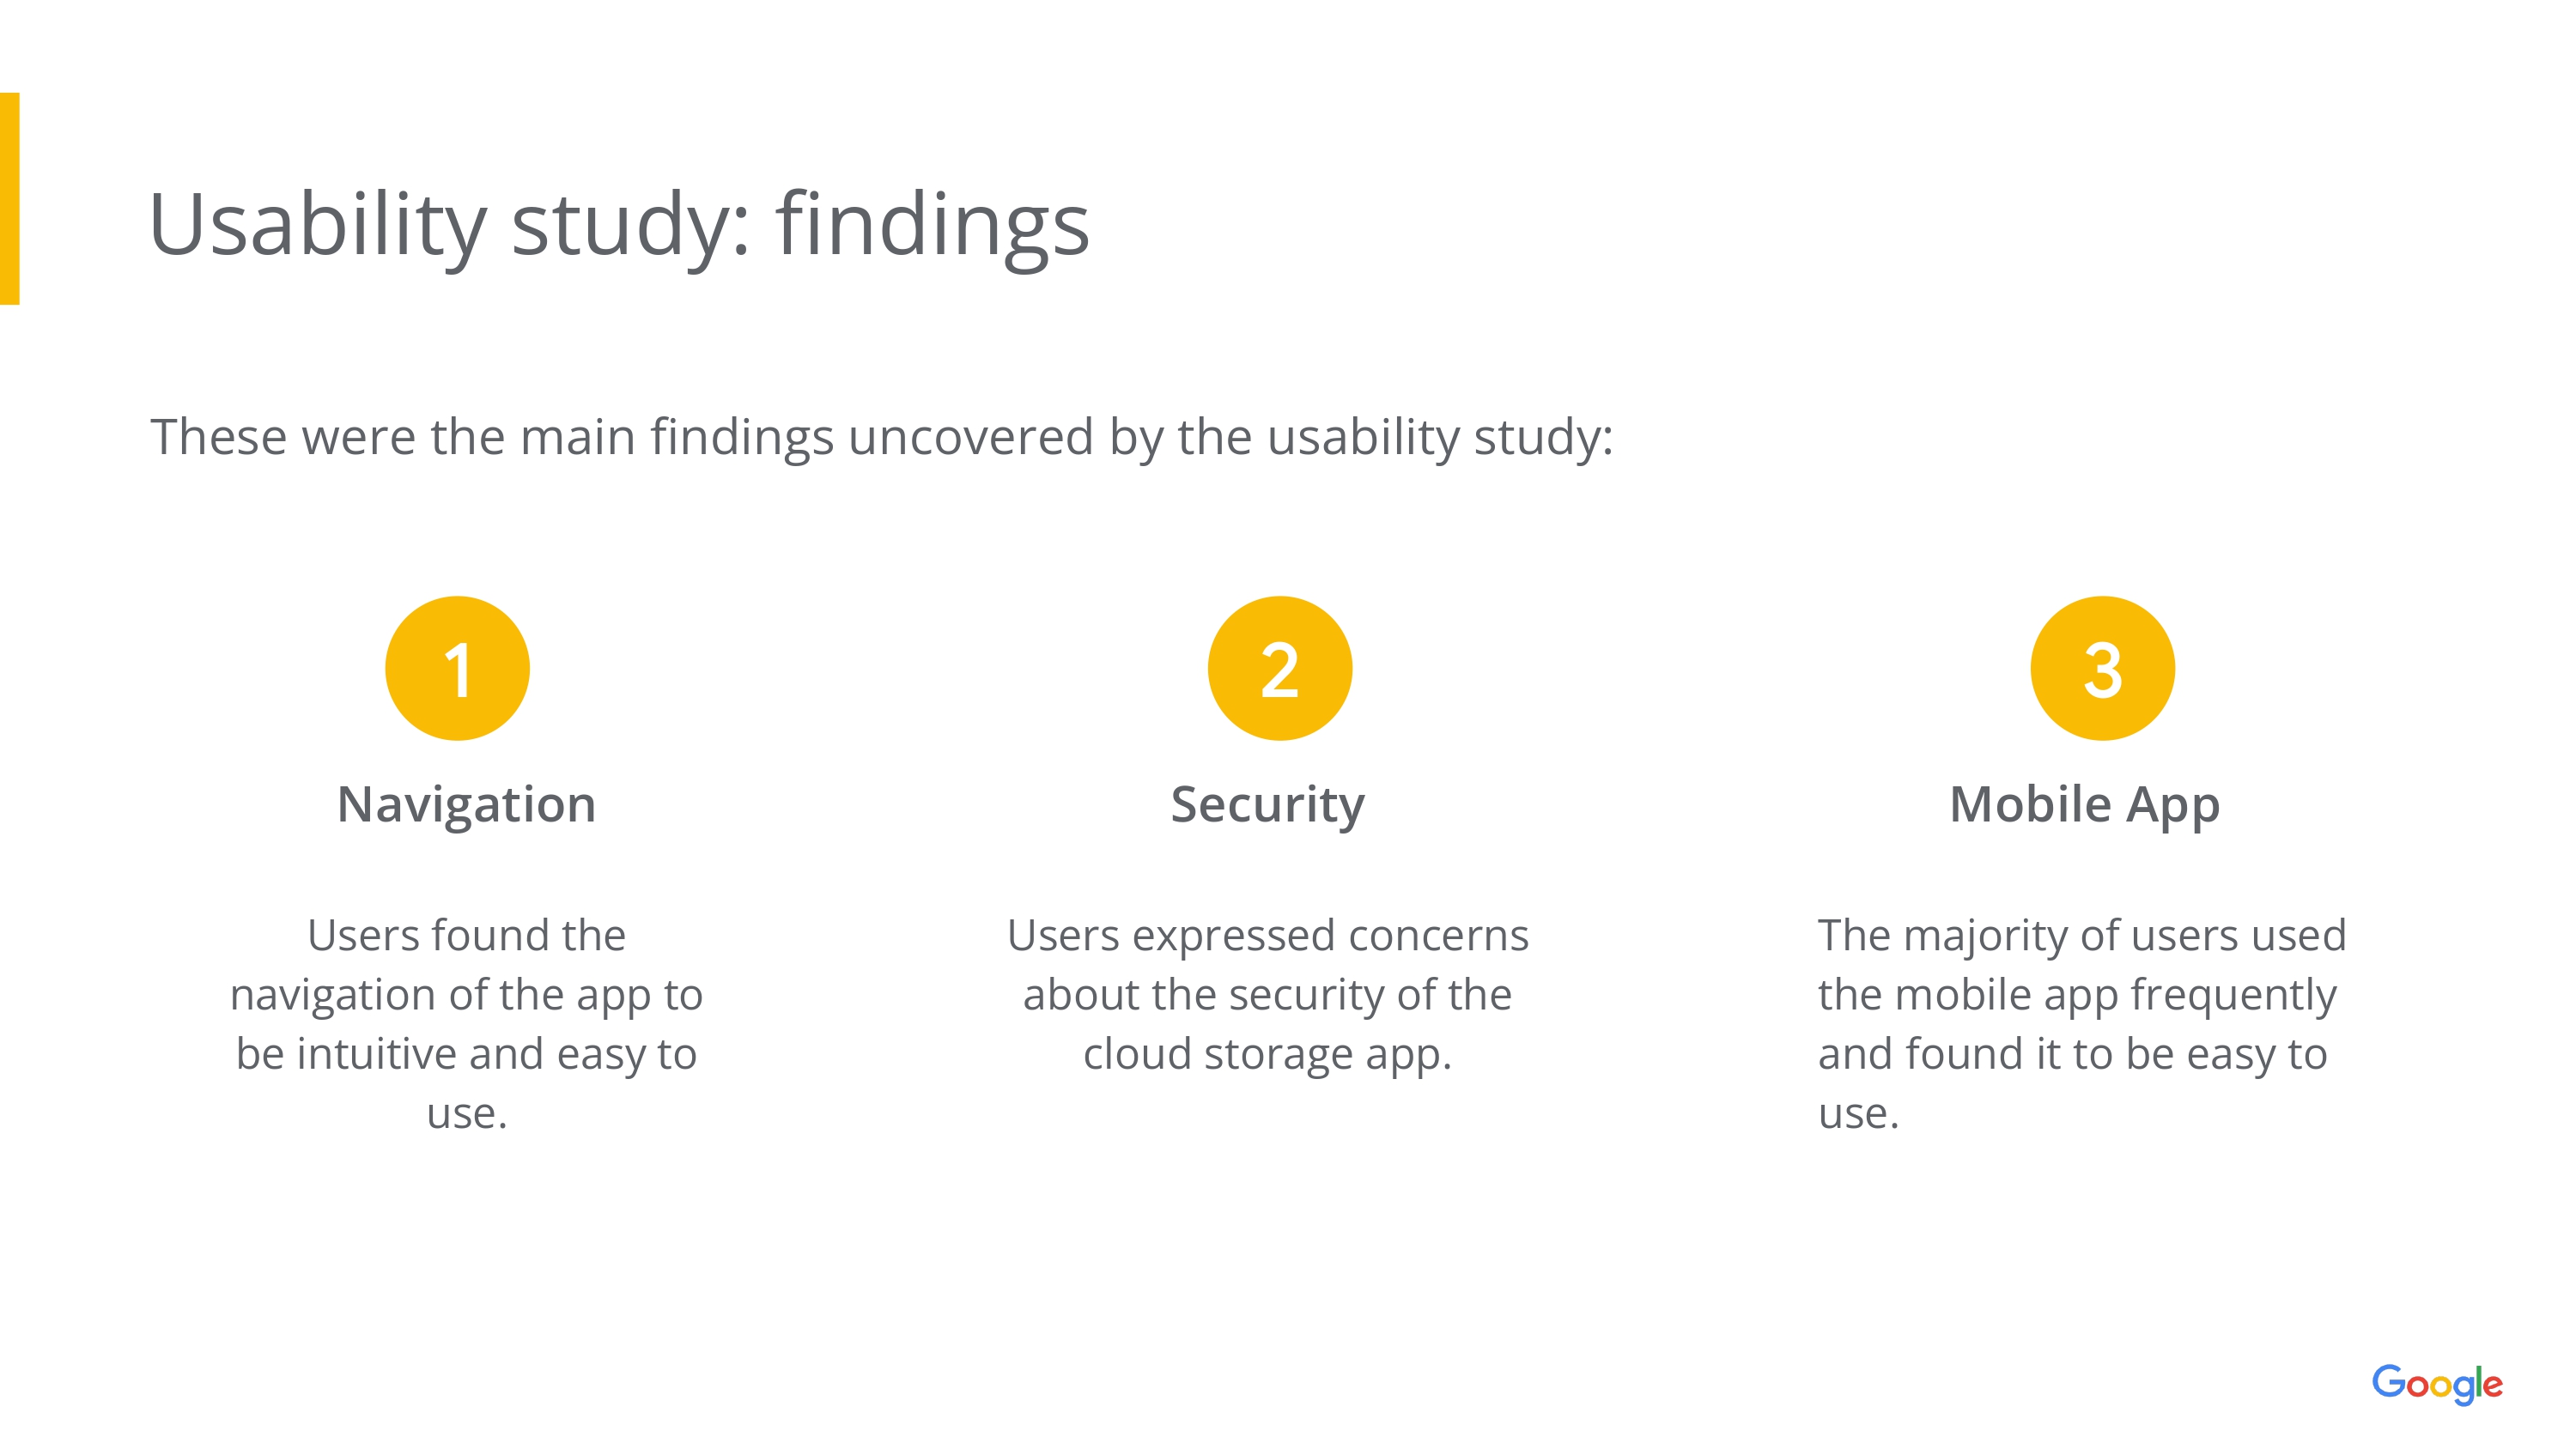 Usability study: findings
These were the main findings uncovered by the usability study:
1
Navigation
Users found the
navigation of the app to
be intuitive and easy to
use.
2
Security
Users expressed concerns
about the security of the
cloud storage app.
3
Mobile App
The majority of users used
the mobile app frequently
and found it to be easy to
use.
Google